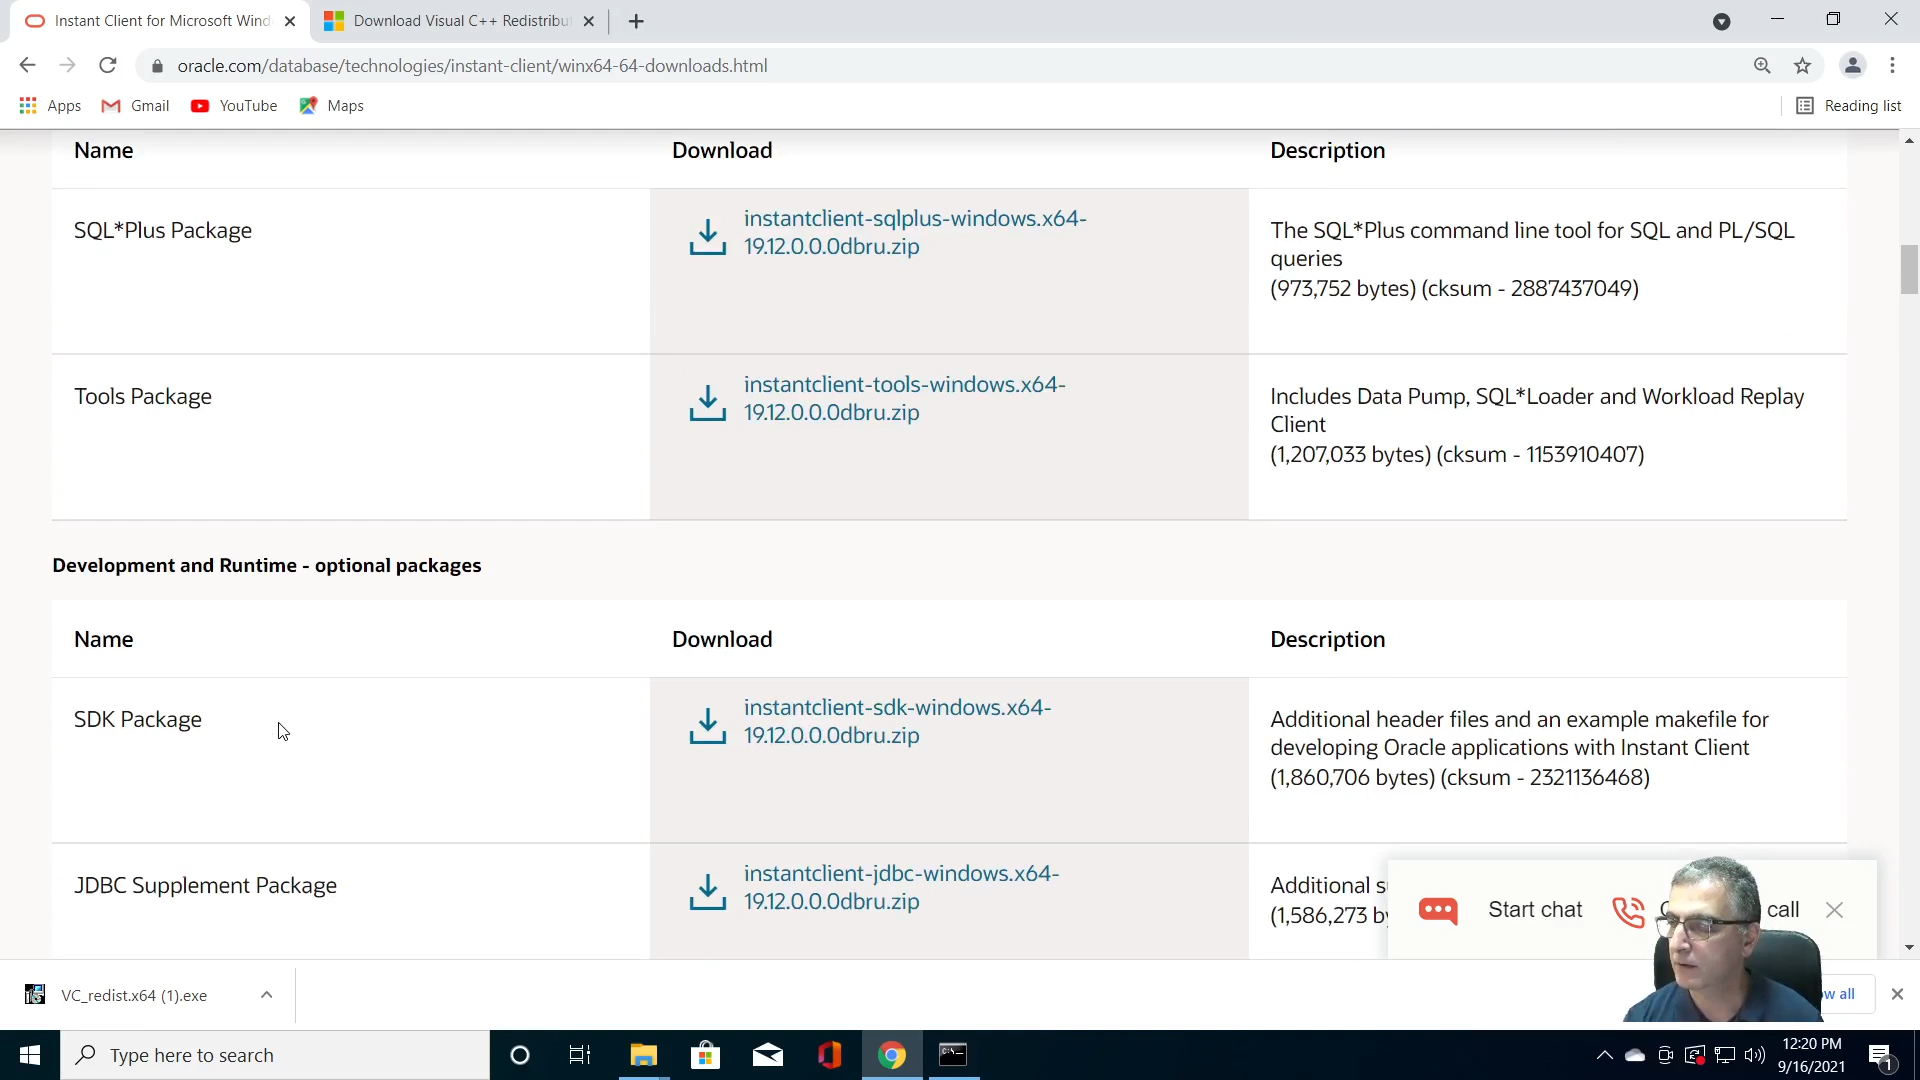 Instant Client for Microsoft Wind
Download Visual C++ Redistribut
oracle.com/database/technologies/instant-client/winx64-64-downloads.html
Apps
Gmail
YouTube
Maps
Reading list
Name
Download
Description
SQL*Plus Package
instantclient-sqlplus-windows.x64-
19.12.0.0.0dbru.zip
The SQL*Plus command line tool for SQL and PL/SQL
queries
(973,752 bytes) (cksum - 2887437049)
Tools Package
instantclient-tools-windows.x64-
19.12.0.0.0dbru.zip
Includes Data Pump, SQL*Loader and Workload Replay
Client
(1,207,033 bytes) (cksum - 1153910407)
Development and Runtime - optional packages
Name
Download
Description
SDK Package
instantclient-sdk-windows.x64-
19.12.0.0.0dbru.zip
Additional header files and an example makefile for
developing Oracle applications with Instant Client
(1,860,706 bytes) (cksum - 2321136468)
JDBC Supplement Package
instantclient-jdbc-windows.x64-
19.12.0.0.0dbru.zip
Additional
(1,586,273
Start chat
call
VC_redist.x64 (1).exe
all
Type here to search
12:20 PM
9/16/2021
1